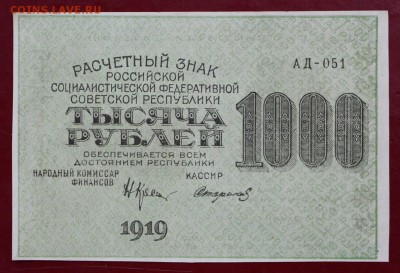 COINS.LAVE.RU
РАСЧЕТНЫЙ ЗНАК
РОССИЙСКОЙ
СОЦИАЛИСТИЧЕСКОЙ ФЕДЕРАТИВНОЙ
СОВЕТСКОЙ РЕСПУБЛИКИ
АД-051
ТЫСЯЧА
РУБЛЕЙ
1000
ОБЕСПЕЧИВАЕТСЯ ВСЕМ
ДОСТОЯНИЕМ РЕСПУБЛИКИ
НАРОДНЫЙ КОМИССАР
ФИНАНСОВ
КАССИР
1919